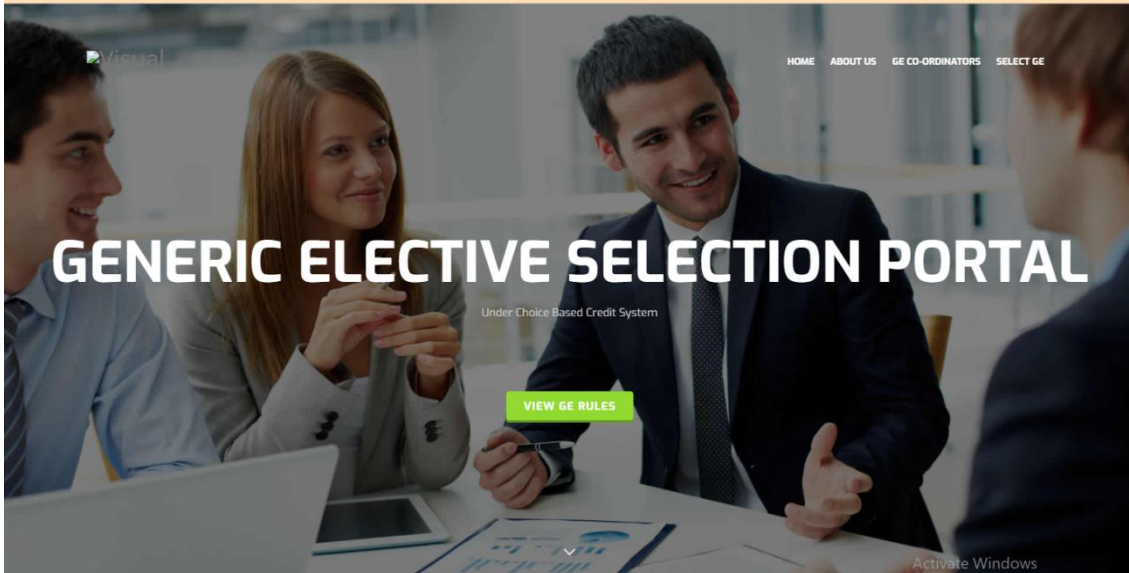 Visual
HOME ABOUT US GE CO-ORDINATORS SELECT GE
GENERIC ELECTIVE SELECTION PORTAL
Under Choice Based Credit System
VIEW GE RULES
Activate Windows